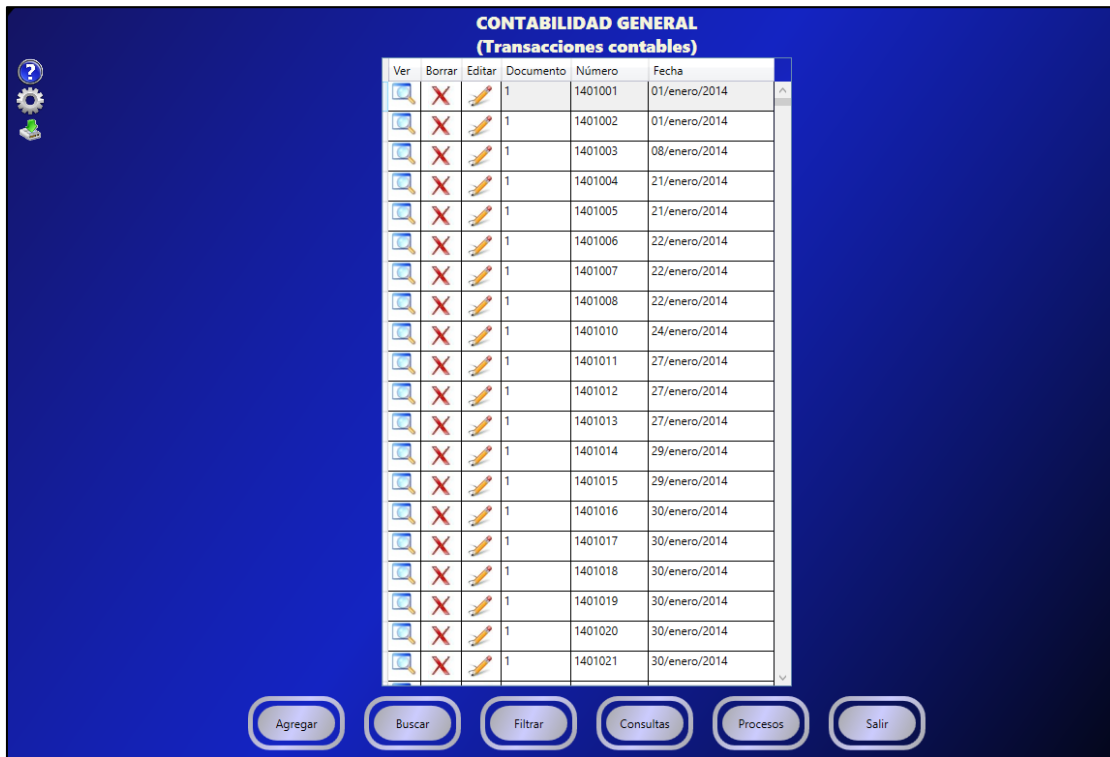 CONTABILIDAD GENERAL
(Transacciones contables)
Ver Borrar Editar Documento Número Fecha
1 1401001 01/enero/2014
1 1401002 01/enero/2014
1 1401003 08/enero/2014
1 1401004 21/enero/2014
1 1401005 21/enero/2014
1 1401006 22/enero/2014
1 1401007 22/enero/2014
1 1401008 22/enero/2014
1 1401010 24/enero/2014
1 1401011 27/enero/2014
1 1401012 27/enero/2014
1 1401013 27/enero/2014
1 1401014 29/enero/2014
1 1401015 29/enero/2014
1 1401016 30/enero/2014
1 1401017 30/enero/2014
1 1401018 30/enero/2014
1 1401019 30/enero/2014
1 1401020 30/enero/2014
1 1401021 30/enero/2014
Agregar Buscar Filtrar Consultas Procesos Salir